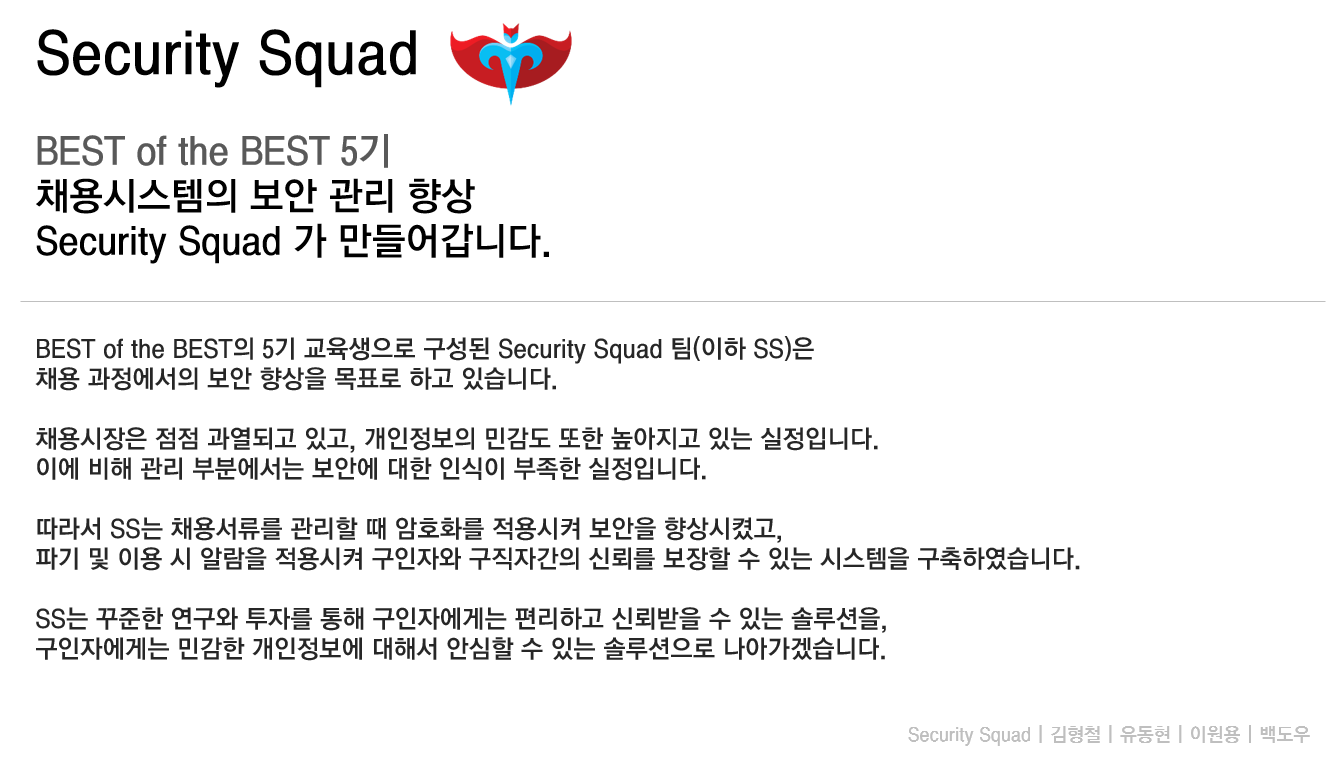 Security Squad
BEST of the BEST 5기
채용시스템의 보안 관리 향상
Security Squad 가 만들어갑니다.
BEST of the BEST의 5기 교육생으로 구성된 Security Squad 팀(이하 SS)은
채용 과정에서의 보안 향상을 목표로 하고 있습니다.
채용시장은 점점 과열되고 있고, 개인정보의 민감도 또한 높아지고 있는 실정입니다.
이에 비해 관리 부분에서는 보안에 대한 인식이 부족한 실정입니다.
따라서 SS는 채용서류를 관리할 때 암호화를 적용시켜 보안을 향상시켰고,
파기 및 이용 시 알람을 적용시켜 구인자와 구직자간의 신뢰를 보장할 수 있는 시스템을 구축하였습니다.
SS는 꾸준한 연구와 투자를 통해 구인자에게는 편리하고 신뢰받을 수 있는 솔루션을,
구인자에게는 민감한 개인정보에 대해서 안심할 수 있는 솔루션으로 나아가겠습니다.
Security Squad | 김형철 | 유동현 | 이원용 | 백도우